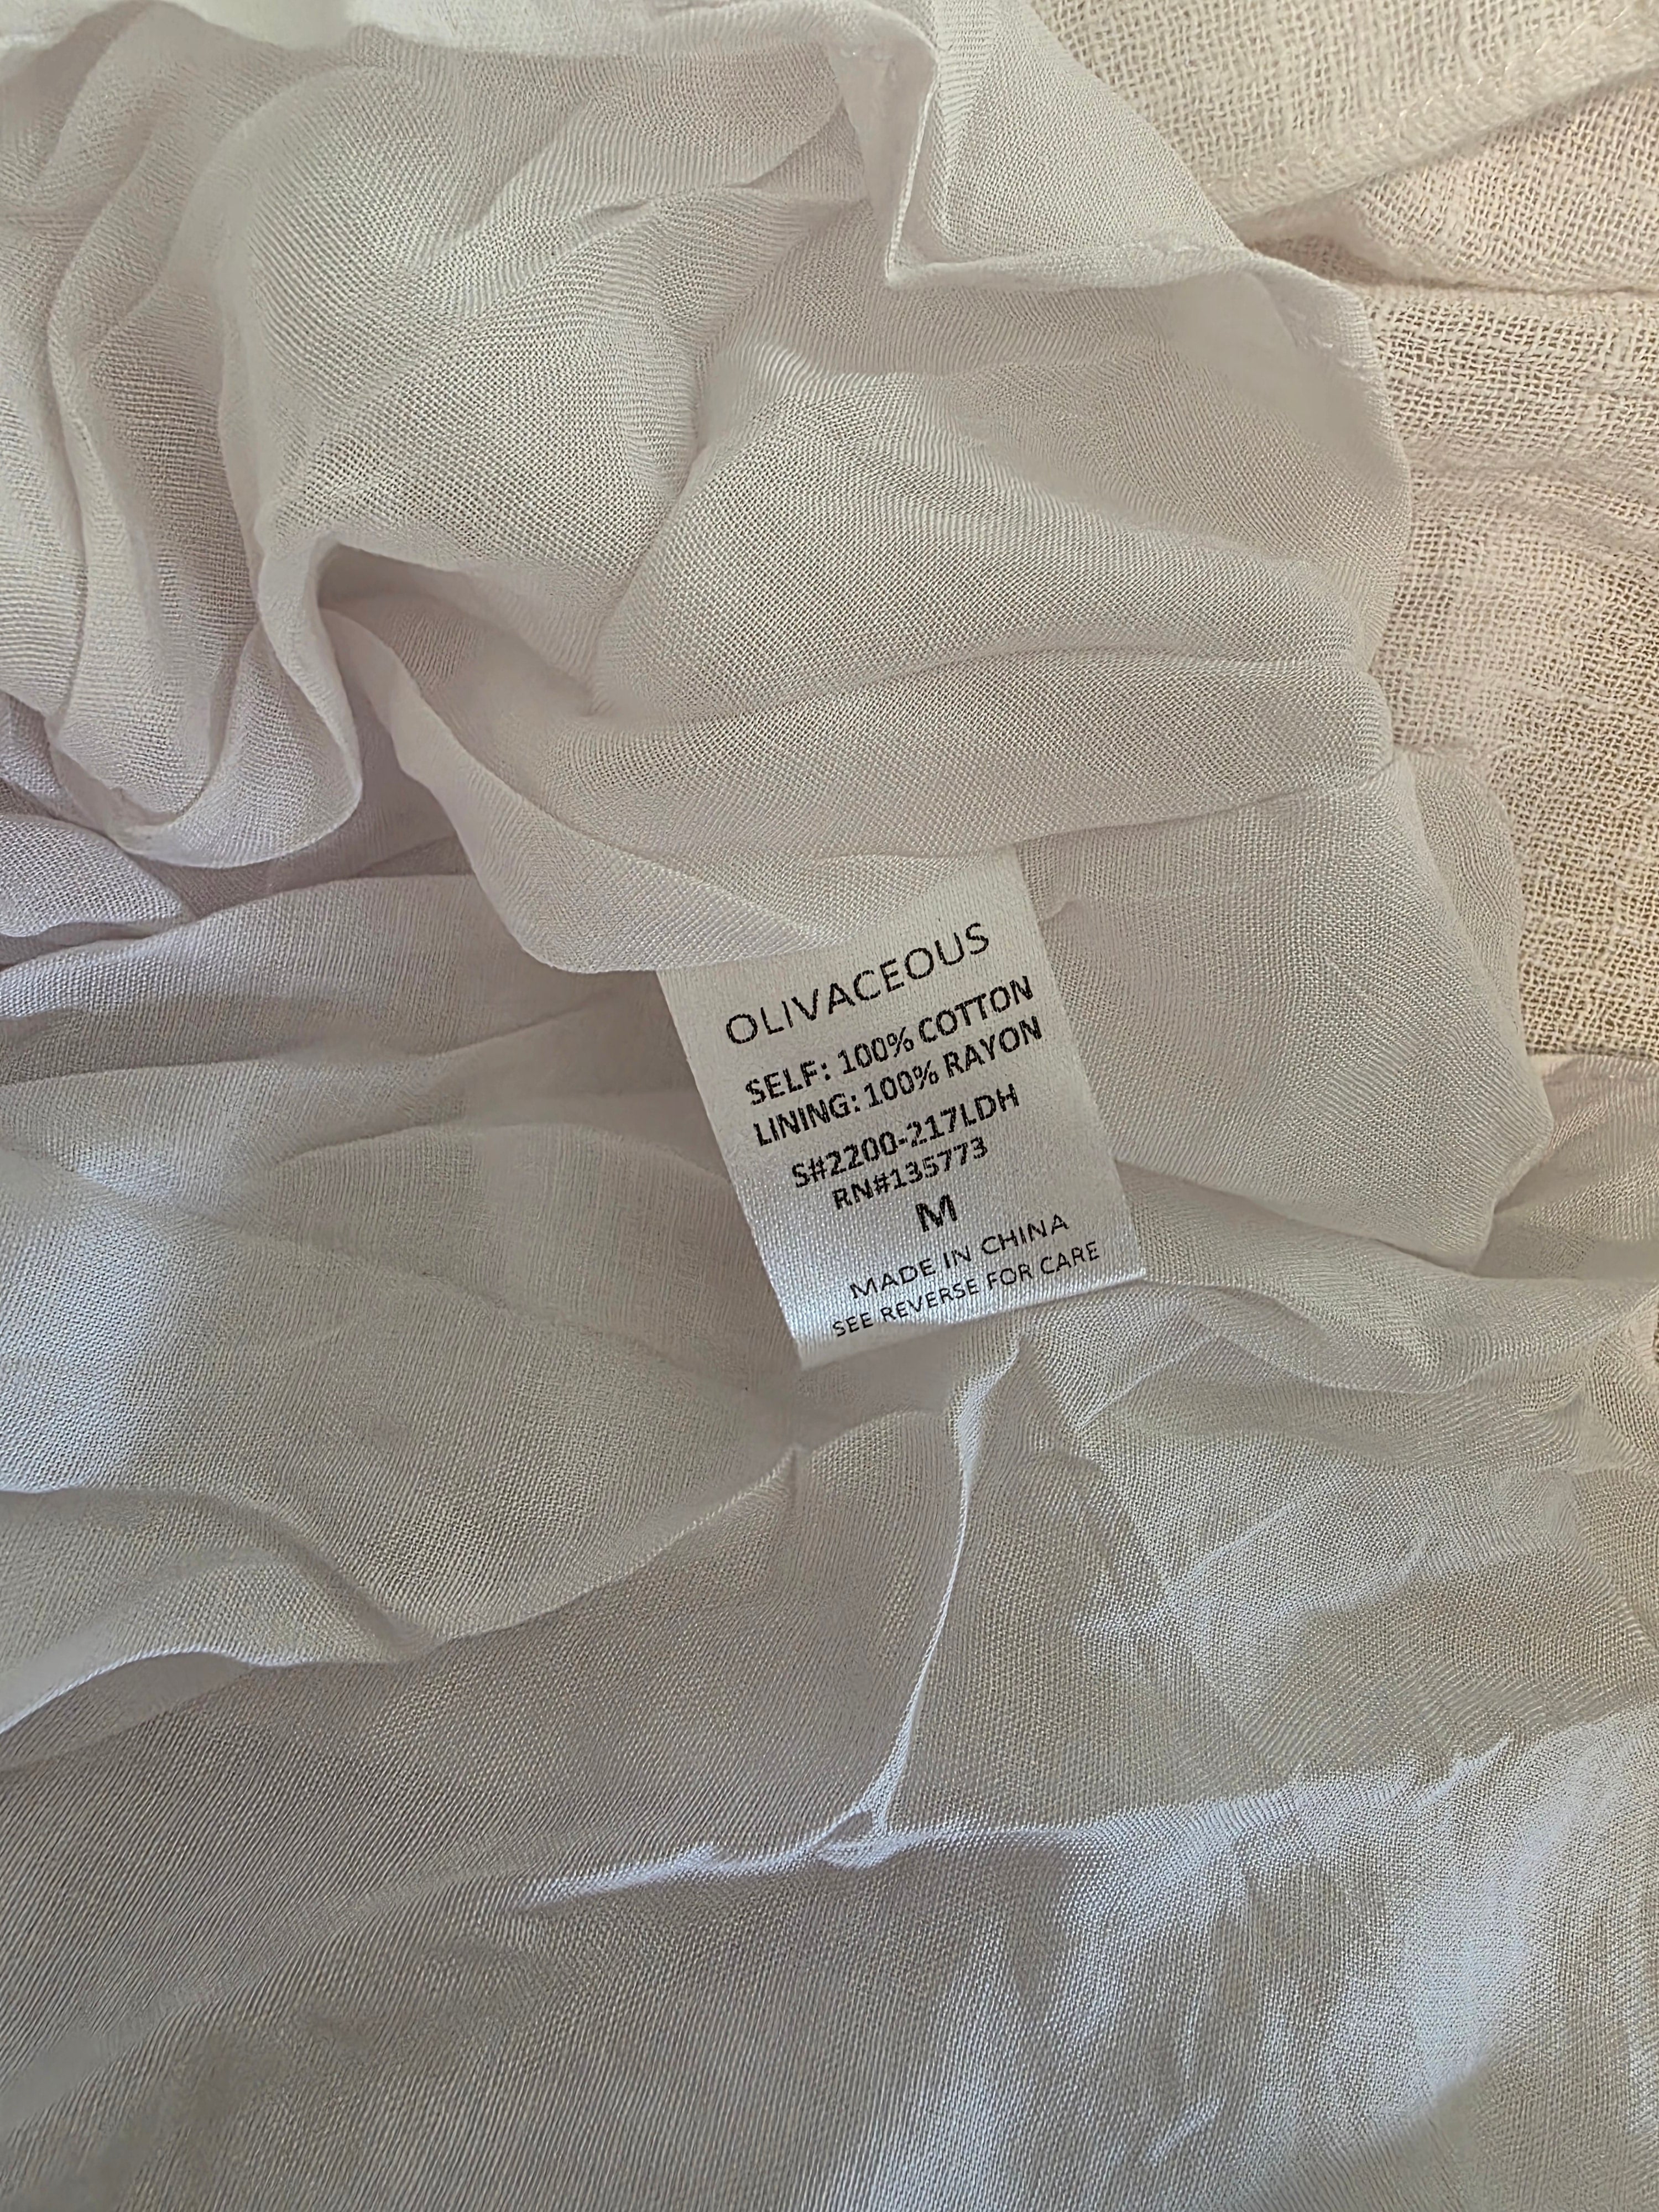 OLIVACEOUS
SELF: 100% COTTON
LINING: 100% RAYON
S#2200-217LDH
RN#135773
M
MADE IN CHINA
SEE REVERSE FOR CARE